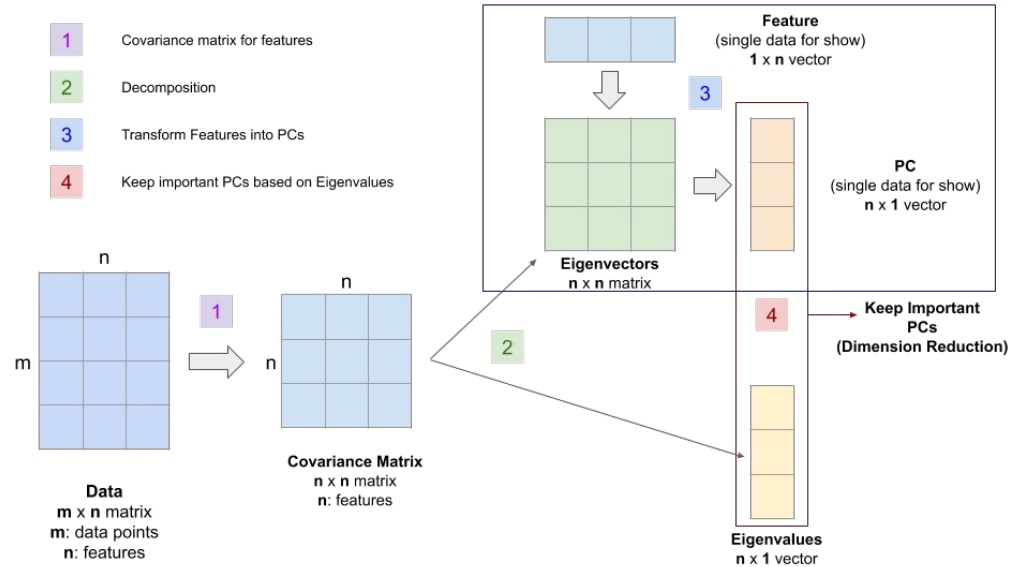 1 Covariance matrix for features
2 Decomposition
3 Transform Features into PCs
4 Keep important PCs based on Eigenvalues
Feature
(single data for show)
1 x n vector
3
PC
(single data for show)
n x 1 vector
Eigenvectors
n x n matrix
n
m
1
n
n
2
4
Keep Important
PCs
(Dimension Reduction)
Covariance Matrix
n x n matrix
n: features
Data
m x n matrix
m: data points
n: features
Eigenvalues
n x 1 vector